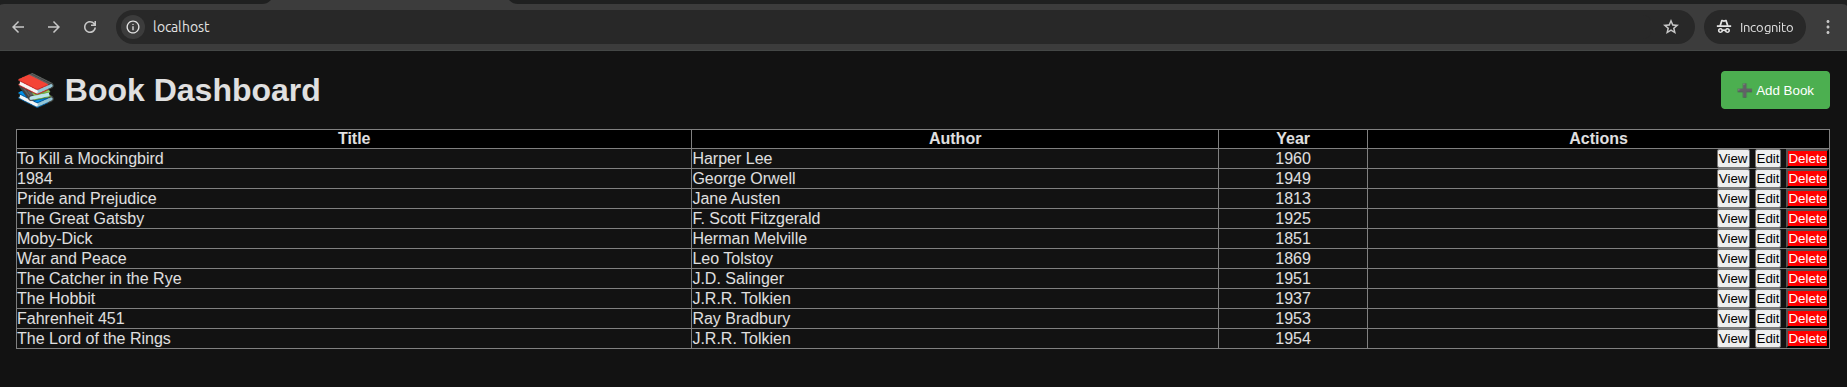 localhost
Incognito
Book Dashboard
Add Book
Title Author Year Actions
To Kill a Mockingbird Harper Lee 1960 View Edit Delete
1984 George Orwell 1949 View Edit Delete
Pride and Prejudice Jane Austen 1813 View Edit Delete
The Great Gatsby F. Scott Fitzgerald 1925 View Edit Delete
Moby-Dick Herman Melville 1851 View Edit Delete
War and Peace Leo Tolstoy 1869 View Edit Delete
The Catcher in the Rye J.D. Salinger 1951 View Edit Delete
The Hobbit J.R.R. Tolkien 1937 View Edit Delete
Fahrenheit 451 Ray Bradbury 1953 View Edit Delete
The Lord of the Rings J.R.R. Tolkien 1954 View Edit Delete